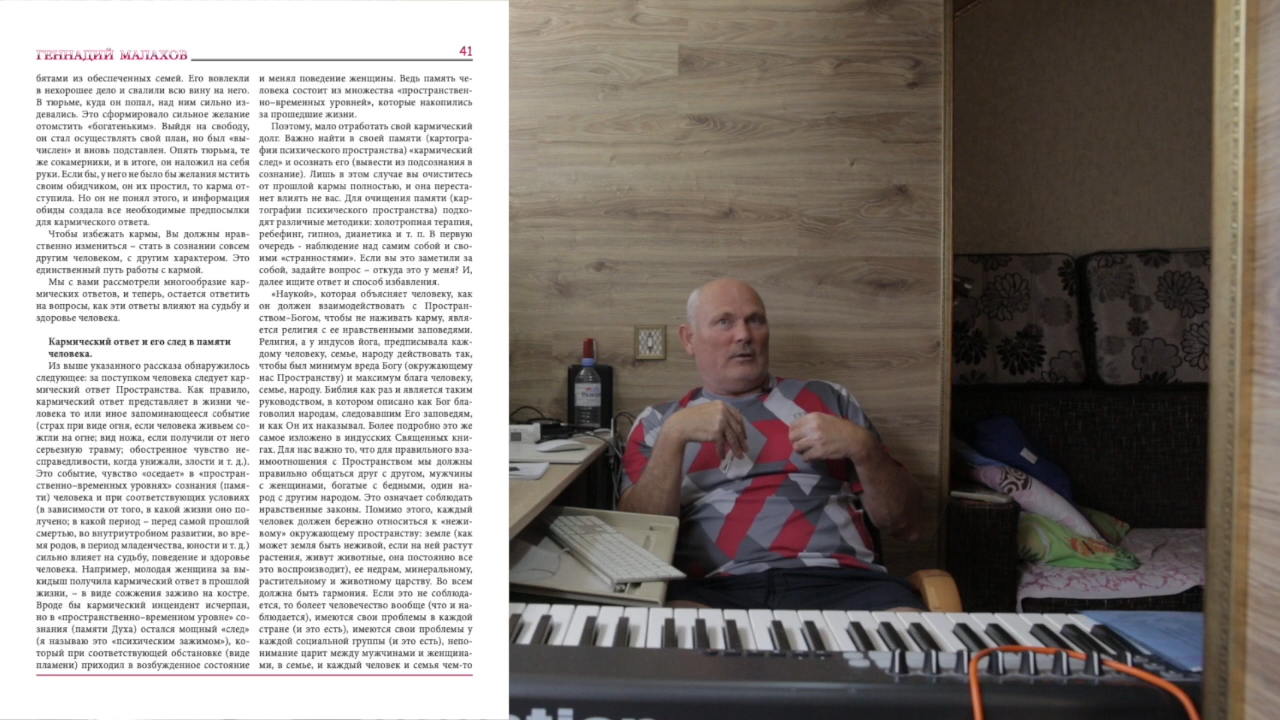 ГЕННАДИЙ МАЛАХОВ
41
бятами из обеспеченных семей. Его вовлекли
в нехорошее дело и свалили всю вину на него.
В тюрьме, куда он попал, над ним сильно из-
девались. Это сформировало сильное желание
отомстить «богатеньким». Выйдя на свободу,
он стал осуществлять свой план, но был «вы-
числен» и вновь подставлен. Опять тюрьма, те
же сокамерники, и в итоге, он наложил на себя
руки. Если бы, у него не было бы желания мстить
своим обидчиком, он их простил, то карма от-
ступила. Но он не понял этого, и информация
обиды создала все необходимые предпосылки
для кармического ответа.
Чтобы избежать кармы, Вы должны нрав-
ственно измениться – стать в сознании совсем
другим человеком, с другим характером. Это
единственный путь работы с кармой.
Мы с вами рассмотрели многообразие кар-
мических ответов, и теперь, остается ответить
на вопросы, как эти ответы влияют на судьбу и
здоровье человека.
Кармический ответ и его след в памяти
человека.
Из выше указанного рассказа обнаружилось
следующее: за поступком человека следует кар-
мический ответ Пространства. Как правило,
кармический ответ представляет в жизни че-
ловека то или иное запоминающееся событие
(страх при виде огня, если человека живьем со-
жгли на огне; вид ножа, если получили от него
серьезную травму; обостренное чувство не-
справедливости, когда унижали, злости и т. д.).
Это событие, чувство «оседает» в «простран-
ственно–временных уровнях» сознания (памя-
ти) человека и при соответствующих условиях
(в зависимости от того, в какой жизни оно по-
лучено; в какой период – перед самой прошлой
смертью, во внутриутробном развитии, во вре-
мя родов, в период младенчества, юности и т. д.)
сильно влияет на судьбу, поведение и здоровье
человека. Например, молодая женщина за вы-
кидыш получила кармический ответ в прошлой
жизни, – в виде сожжения заживо на костре.
Вроде бы кармический инцендент исчерпан,
но в «пространственно–временном уровне» со-
знания (памяти Духа) остался мощный «след»
(я называю это «психическим зажимом»), ко-
торый при соответствующей обстановке (виде
пламени) приходил в возбужденное состояние
и менял поведение женщины. Ведь память че-
ловека состоит из множества «пространствен-
но–временных уровней», которые накопились
за прошедшие жизни.
Поэтому, мало отработать свой кармический
долг. Важно найти в своей памяти (картогра-
фии психического пространства) «кармический
след» и осознать его (вывести из подсознания в
сознание). Лишь в этом случае вы очиститесь
от прошлой кармы полностью, и она переста-
нет влиять не вас. Для очищения памяти (кар-
тографии психического пространства) подхо-
дят различные методики: холотропная терапия,
ребефинг, гипноз, дианетика и т. п. В первую
очередь - наблюдение над самим собой и сво-
ими «странностями». Если вы это заметили за
собой, задайте вопрос – откуда это у меня? И,
далее ищите ответ и способ избавления.
«Наукой», которая объясняет человеку, как
он должен взаимодействовать с Простран-
ством–Богом, чтобы не наживать карму, явля-
ется религия с ее нравственными заповедями.
Религия, а у индусов йога, предписывала каж-
дому человеку, семье, народу действовать так,
чтобы был минимум вреда Богу (окружающему
нас Пространству) и максимум блага человеку,
семье, народу. Библия как раз и является таким
руководством, в котором описано как Бог бла-
говолил народам, следовавшим Его заповедям,
и как Он их наказывал. Более подробно это же
самое изложено в индусских Священных кни-
гах. Для нас важно то, что для правильного вза-
имоотношения с Пространством мы должны
правильно общаться друг с другом, мужчины
с женщинами, богатые с бедными, один на-
род с другим народом. Это означает соблюдать
нравственные законы. Помимо этого, каждый
человек должен бережно относиться к «нежи-
вому» окружающему пространству: земле (как
может земля быть неживой, если на ней растут
растения, живут животные, она постоянно все
это воспроизводит), ее недрам, минеральному,
растительному и животному царству. Во всем
должна быть гармония. Если это не соблюда-
ется, то болеет человечество вообще (что и на-
блюдается), имеются свои проблемы в каждой
стране (и это есть), имеются свои проблемы у
каждой социальной группы (и это есть), непо-
нимание царит между мужчинами и женщина-
ми, в семье, и каждый человек и семья чем-то